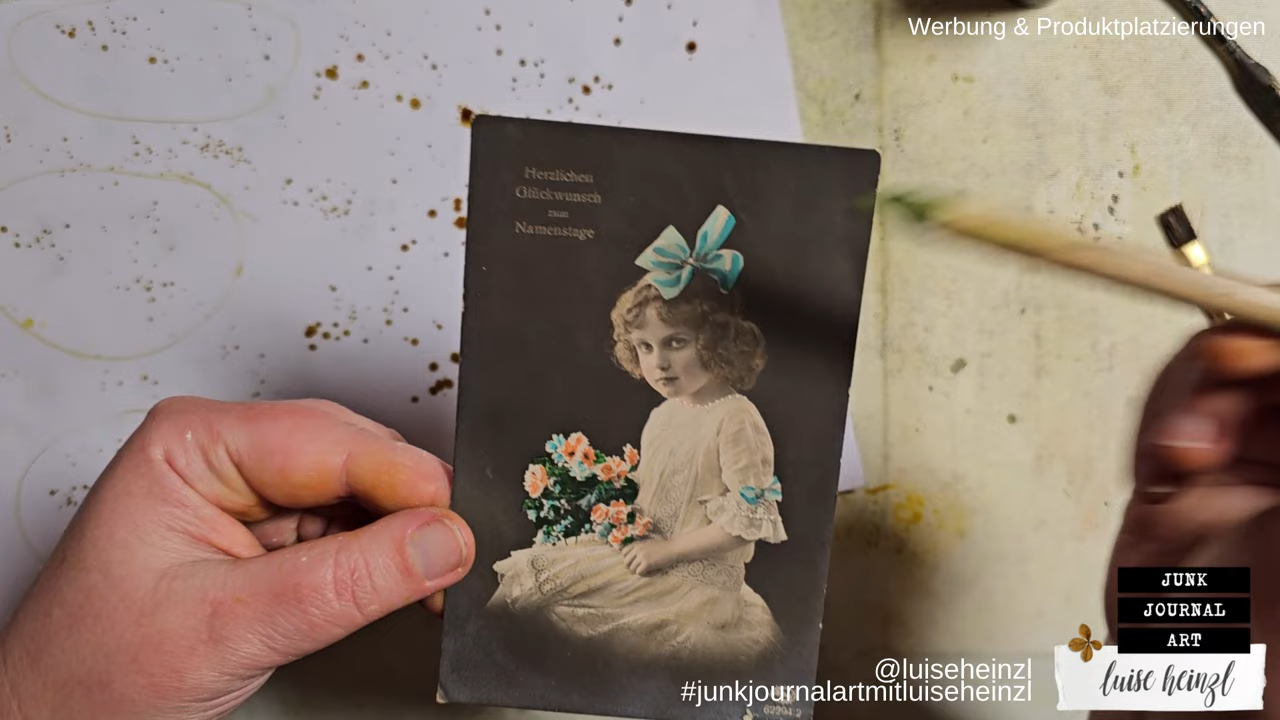 Werbung & Produktplatzierungen
Herzlichen
Glückwunsch
zum
Namenstage
JUNK
JOURNAL
ART
luise heinzl
@luiseheinzl
#junkjournalartmitluiseheinzl